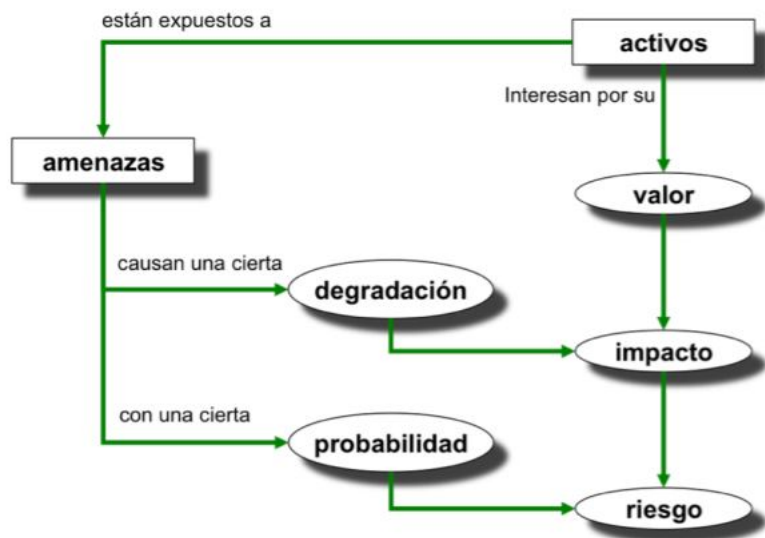 están expuestos a
activos
Interesan por su
amenazas
valor
causan una cierta
degradación
impacto
con una cierta
probabilidad
riesgo